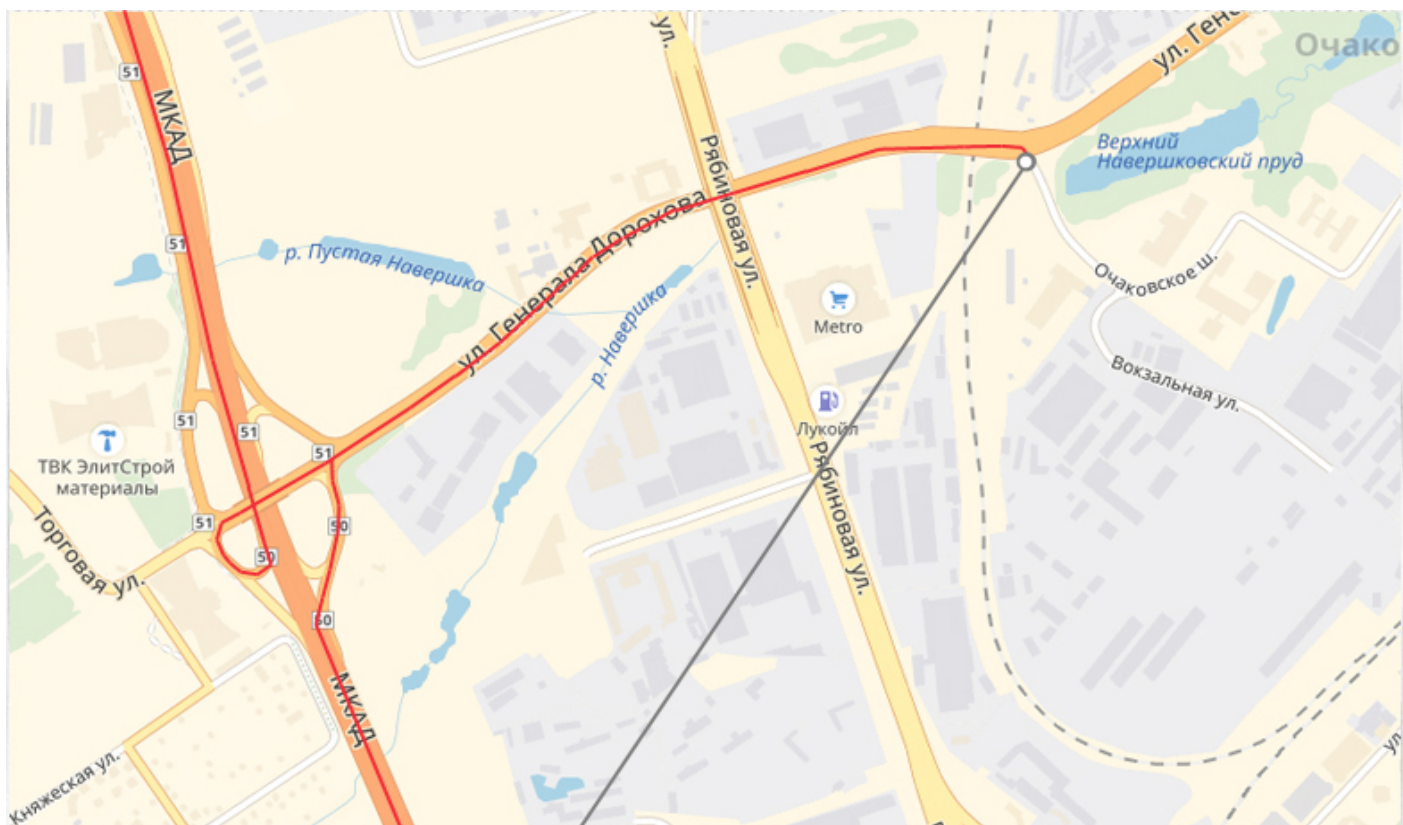 ул.
ул. Гене
Очако
51
МКАД
Рябиновая ул.
Верхний
Навершковский пруд
51
р. Пустая Навершка
ул. Генерала Дорохова
р. Навершка
Очаковское ш.
Metro
Вокзальная ул.
51
51
51
Лукойл
ТВК ЭлитСтрой
материалы
Рябиновая ул.
51
50
50
Торговая ул.
50
МКАД
Княжеская ул.
ул